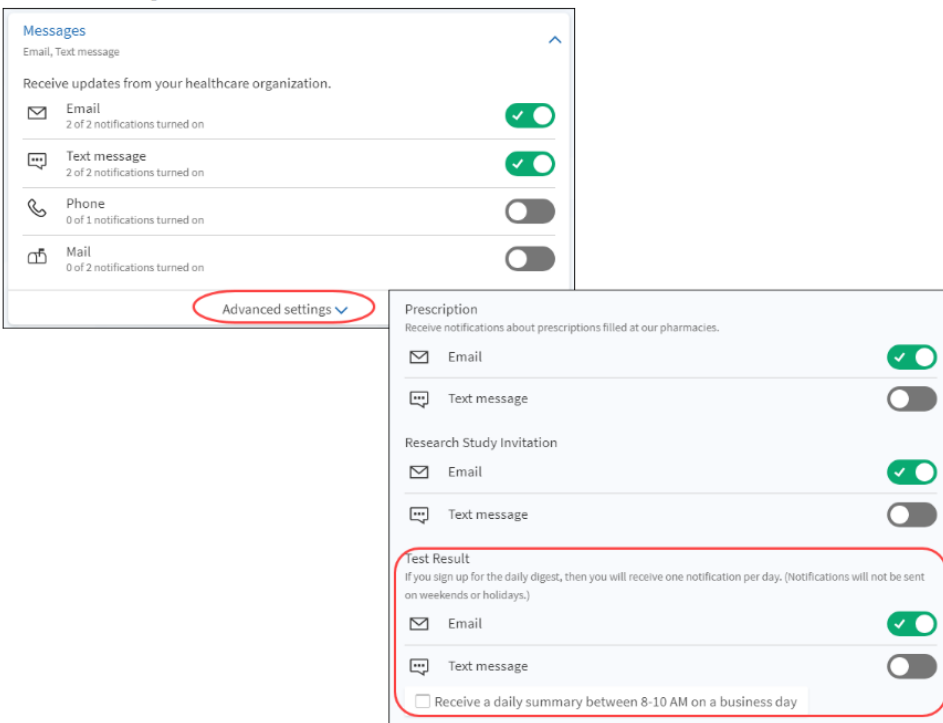 Messages
Email, Text message
Receive updates from your healthcare organization.
Email
2 of 2 notifications turned on
Text message
2 of 2 notifications turned on
Phone
0 of 1 notifications turned on
Mail
0 of 2 notifications turned on
Advanced settings
Prescription
Receive notifications about prescriptions filled at our pharmacies.
Email
Text message
Research Study Invitation
Email
Text message
Test Result
If you sign up for the daily digest, then you will receive one notification per day. (Notifications will not be sent
on weekends or holidays.)
Email
Text message
Receive a daily summary between 8-10 AM on a business day